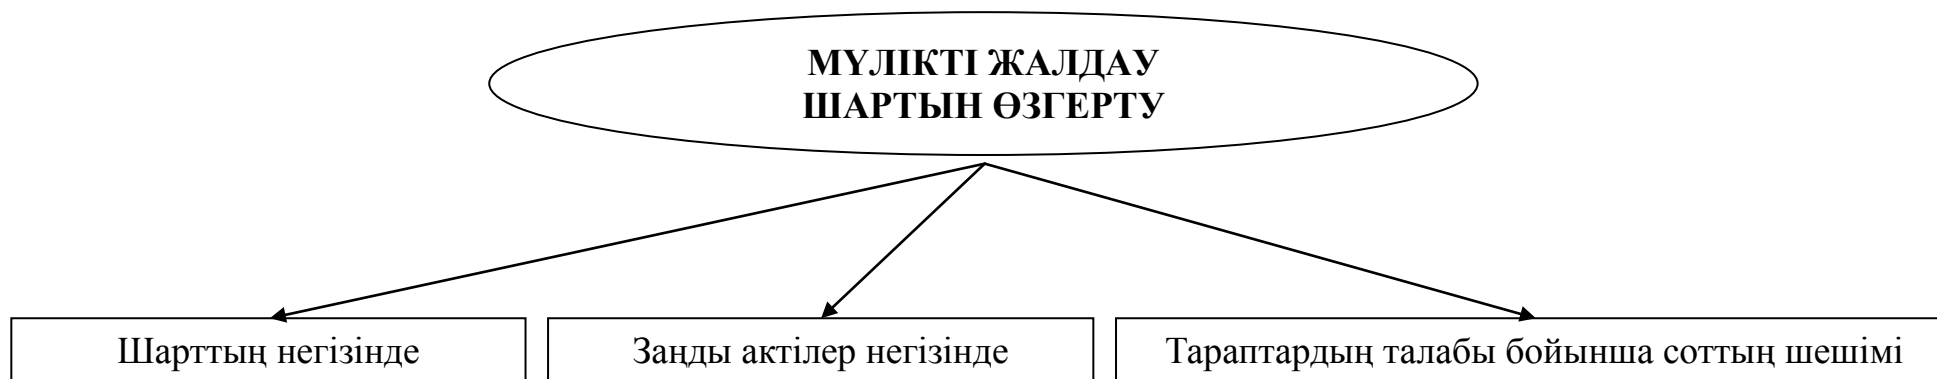 МҮЛІКТІ ЖАЛДАУ
ШАРТЫН ӨЗГЕРТУ
Шарттың негізінде
Заңды актілер негізінде
Тараптардың талабы бойынша соттың шешімі